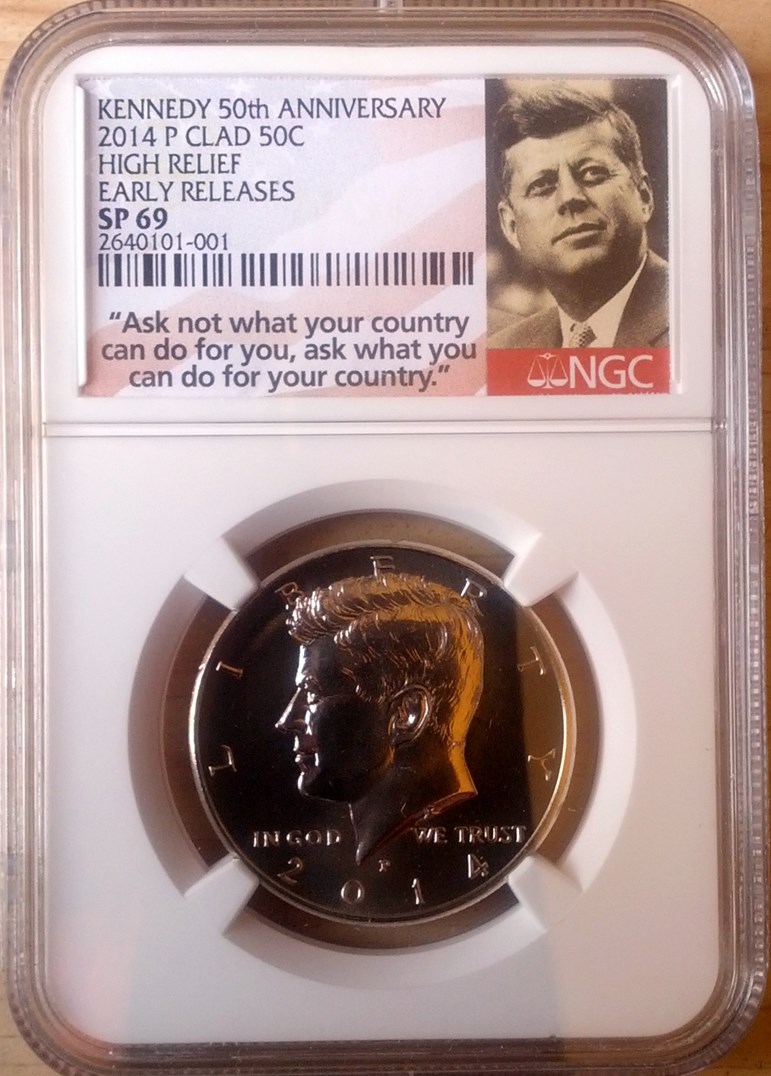 KENNEDY 50th ANNIVERSARY
2014 P CLAD 50C
HIGH RELIEF
EARLY RELEASES
SP 69
2640101-001
"Ask not what your country
can do for you, ask what you
can do for your country."
NGC
LIBERTY
IN GOD WE TRUST
P
2014